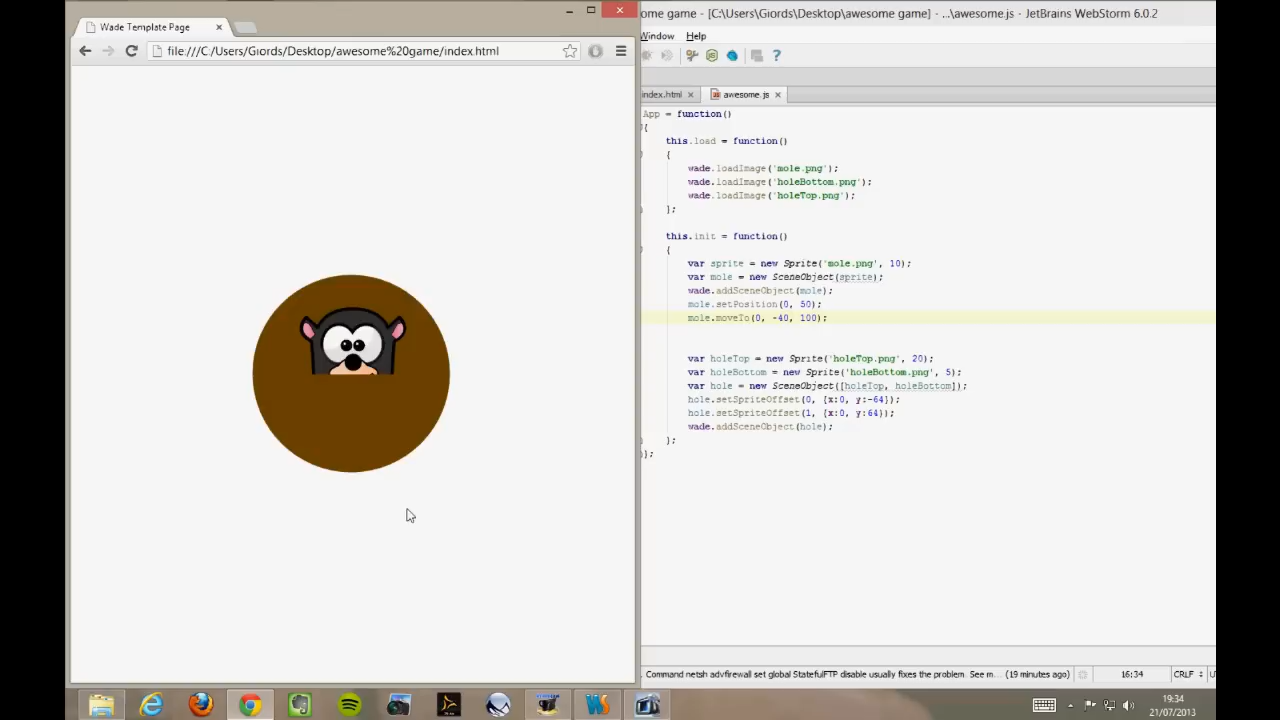 Wade Template Page
file:///C:/Users/Giords/Desktop/awesome%20game/index.html
ome game - [C:\Users\Giords\Desktop\awesome game] - ...\awesome.js - JetBrains WebStorm 6.0.2
Window Help
index.html awesome.js
App = function()
{
this.load = function()
{
wade.loadImage('mole.png');
wade.loadImage('holeBottom.png');
wade.loadImage('holeTop.png');
};
this.init = function()
{
var sprite = new Sprite('mole.png', 10);
var mole = new SceneObject(sprite);
wade.addSceneObject(mole);
mole.setPosition(0, 50);
mole.moveTo(0, -40, 100);
var holeTop = new Sprite('holeTop.png', 20);
var holeBottom = new Sprite('holeBottom.png', 5);
var hole = new SceneObject([holeTop, holeBottom]);
hole.setSpriteOffset(0, {x:0, y:-64});
hole.setSpriteOffset(1, {x:0, y:64});
wade.addSceneObject(hole);
};
};
Command netsh advfirewall set global StatefulFTP disable usually fixes the problem. See m... (19 minutes ago) 16:34 CRLF U
19:34
21/07/2013